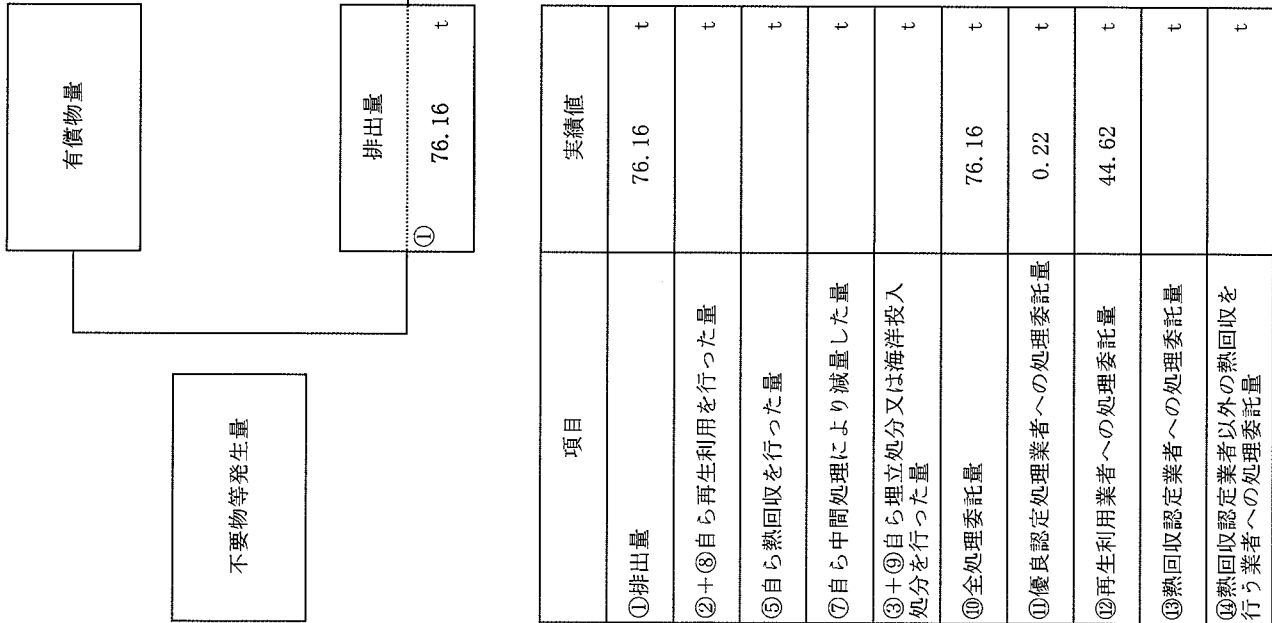 有償物量
不要物等発生量
排出量
① 76.16 t
項目 実績値
①排出量 76.16 t
②+⑧自ら再生利用を行った量 t
⑤自ら熱回収を行った量 t
⑦自ら中間処理により減量した量 t
③+⑨自ら埋立処分又は海洋投入
処分を行った量 t
⑩全処理委託量 76.16 t
⑪優良認定処理業者への処理委託量 0.22 t
⑫再生利用業者への処理委託量 44.62 t
⑬熱回収認定業者への処理委託量 t
⑭熱回収認定業者以外の熱回収を
行う業者への処理委託量 t